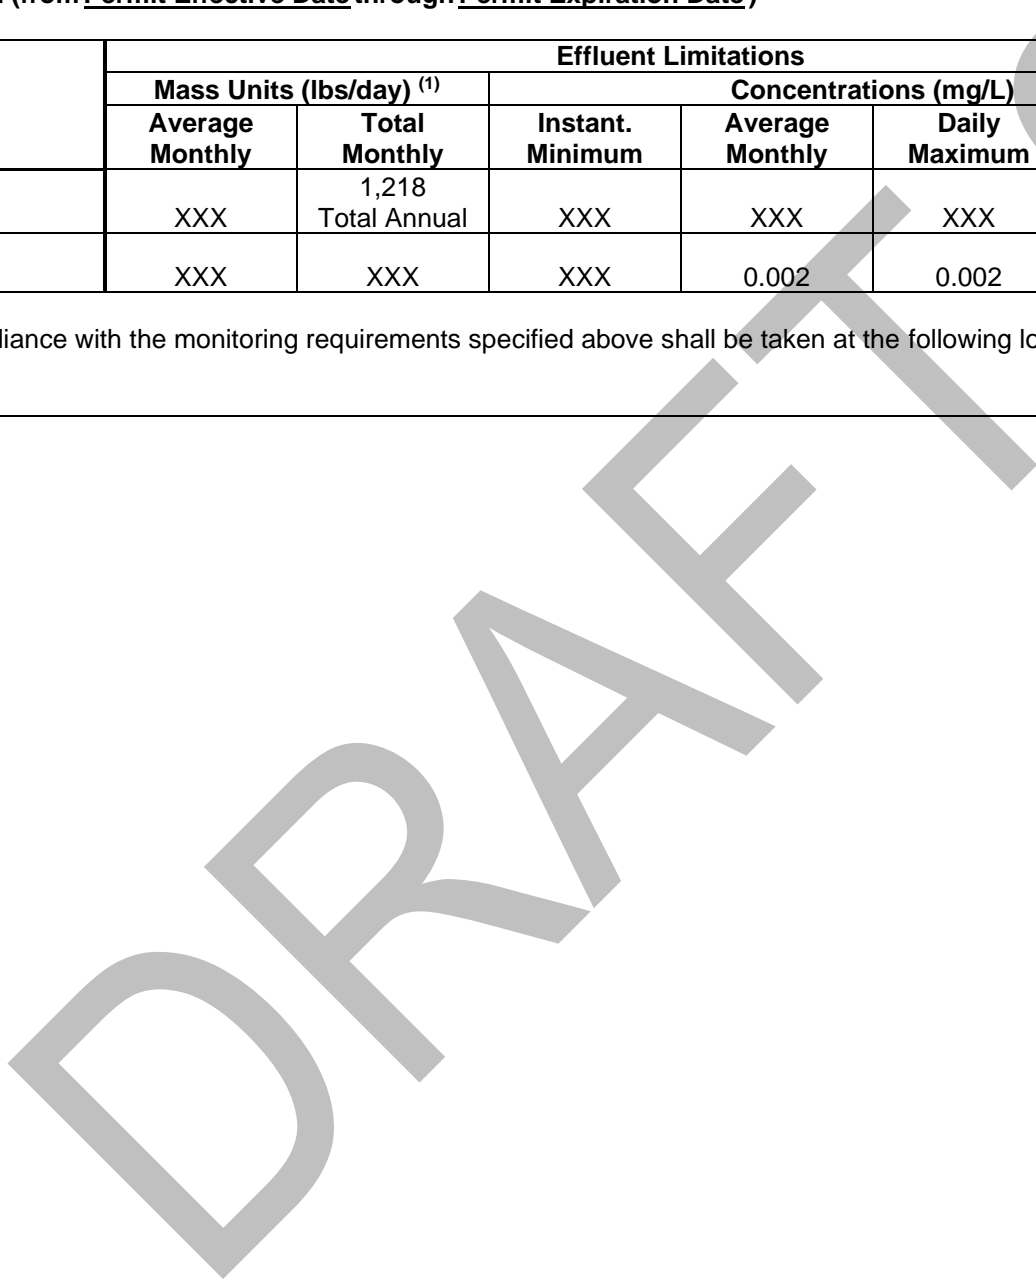 (from Permit Effective Date through Permit Expiration Date)
Effluent Limitations
Mass Units (lbs/day) (1) Concentrations (mg/L)
Average Monthly Total Monthly Instant. Minimum Average Monthly Daily Maximum
1,218
XXX Total Annual XXX XXX XXX
XXX XXX XXX 0.002 0.002
liance with the monitoring requirements specified above shall be taken at the following lo
DRAFT